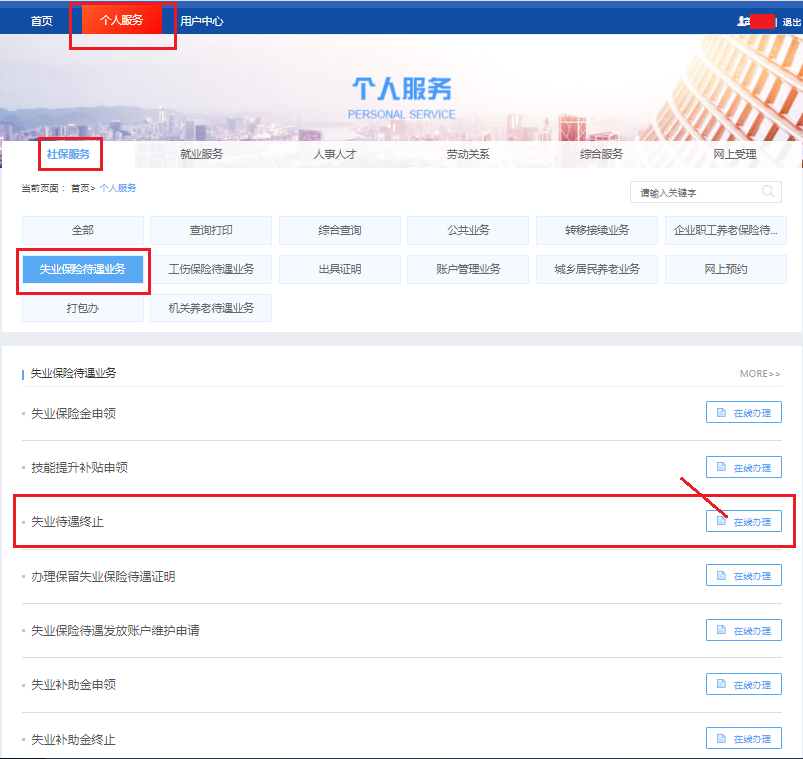 首页 个人服务 用户中心 退出
个人服务
PERSONAL SERVICE
社保服务 就业服务 人事人才 劳动关系 综合服务 网上受理
当前页面： 首页> 个人服务 请输入关键字
全部 查询打印 综合查询 公共业务 转移接续业务 企业职工养老保险待...
失业保险待遇业务 工伤保险待遇业务 出具证明 账户管理业务 城乡居民养老业务 网上预约
打包办 机关养老待遇业务
失业保险待遇业务 MORE>>
失业保险金申领 在线办理
技能提升补贴申领 在线办理
失业待遇终止 在线办理
办理保留失业保险待遇证明 在线办理
失业保险待遇发放账户维护申请 在线办理
失业补助金申领 在线办理
失业补助金终止 在线办理